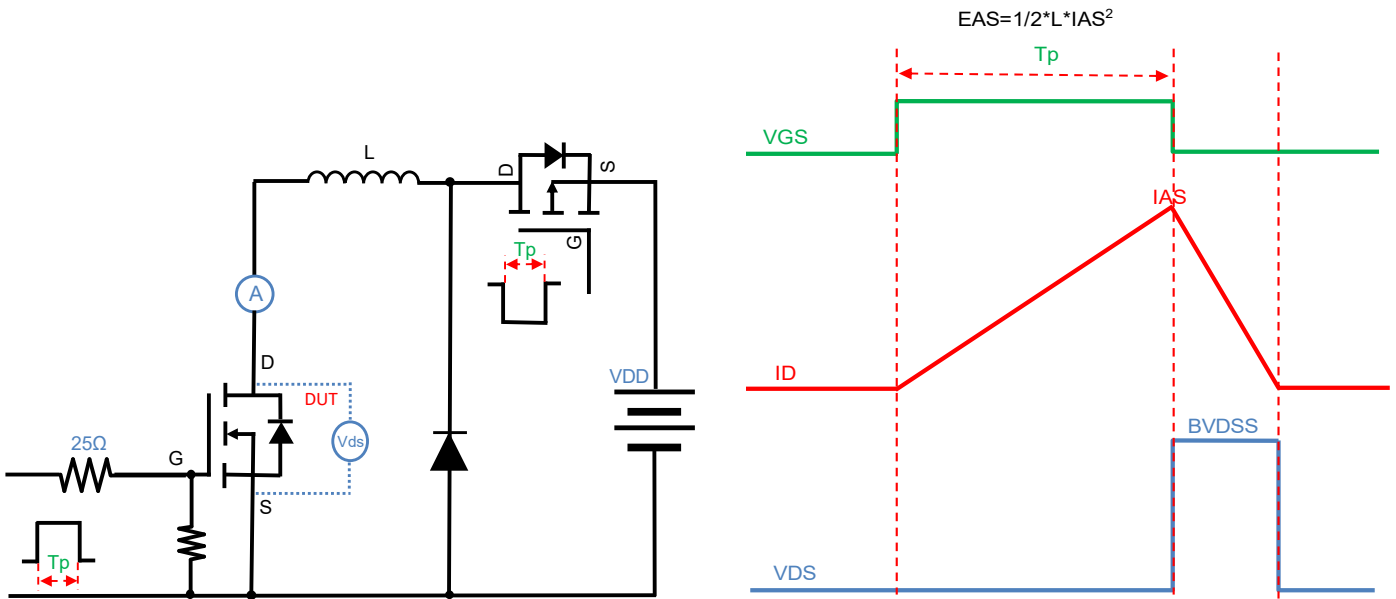 EAS=1/2*L*IAS²
Tp
VGS
IAS
ID
BVDSS
VDS
L
D
S
G
Tp
A
D
VDD
DUT
Vds
25Ω
G
S
Tp